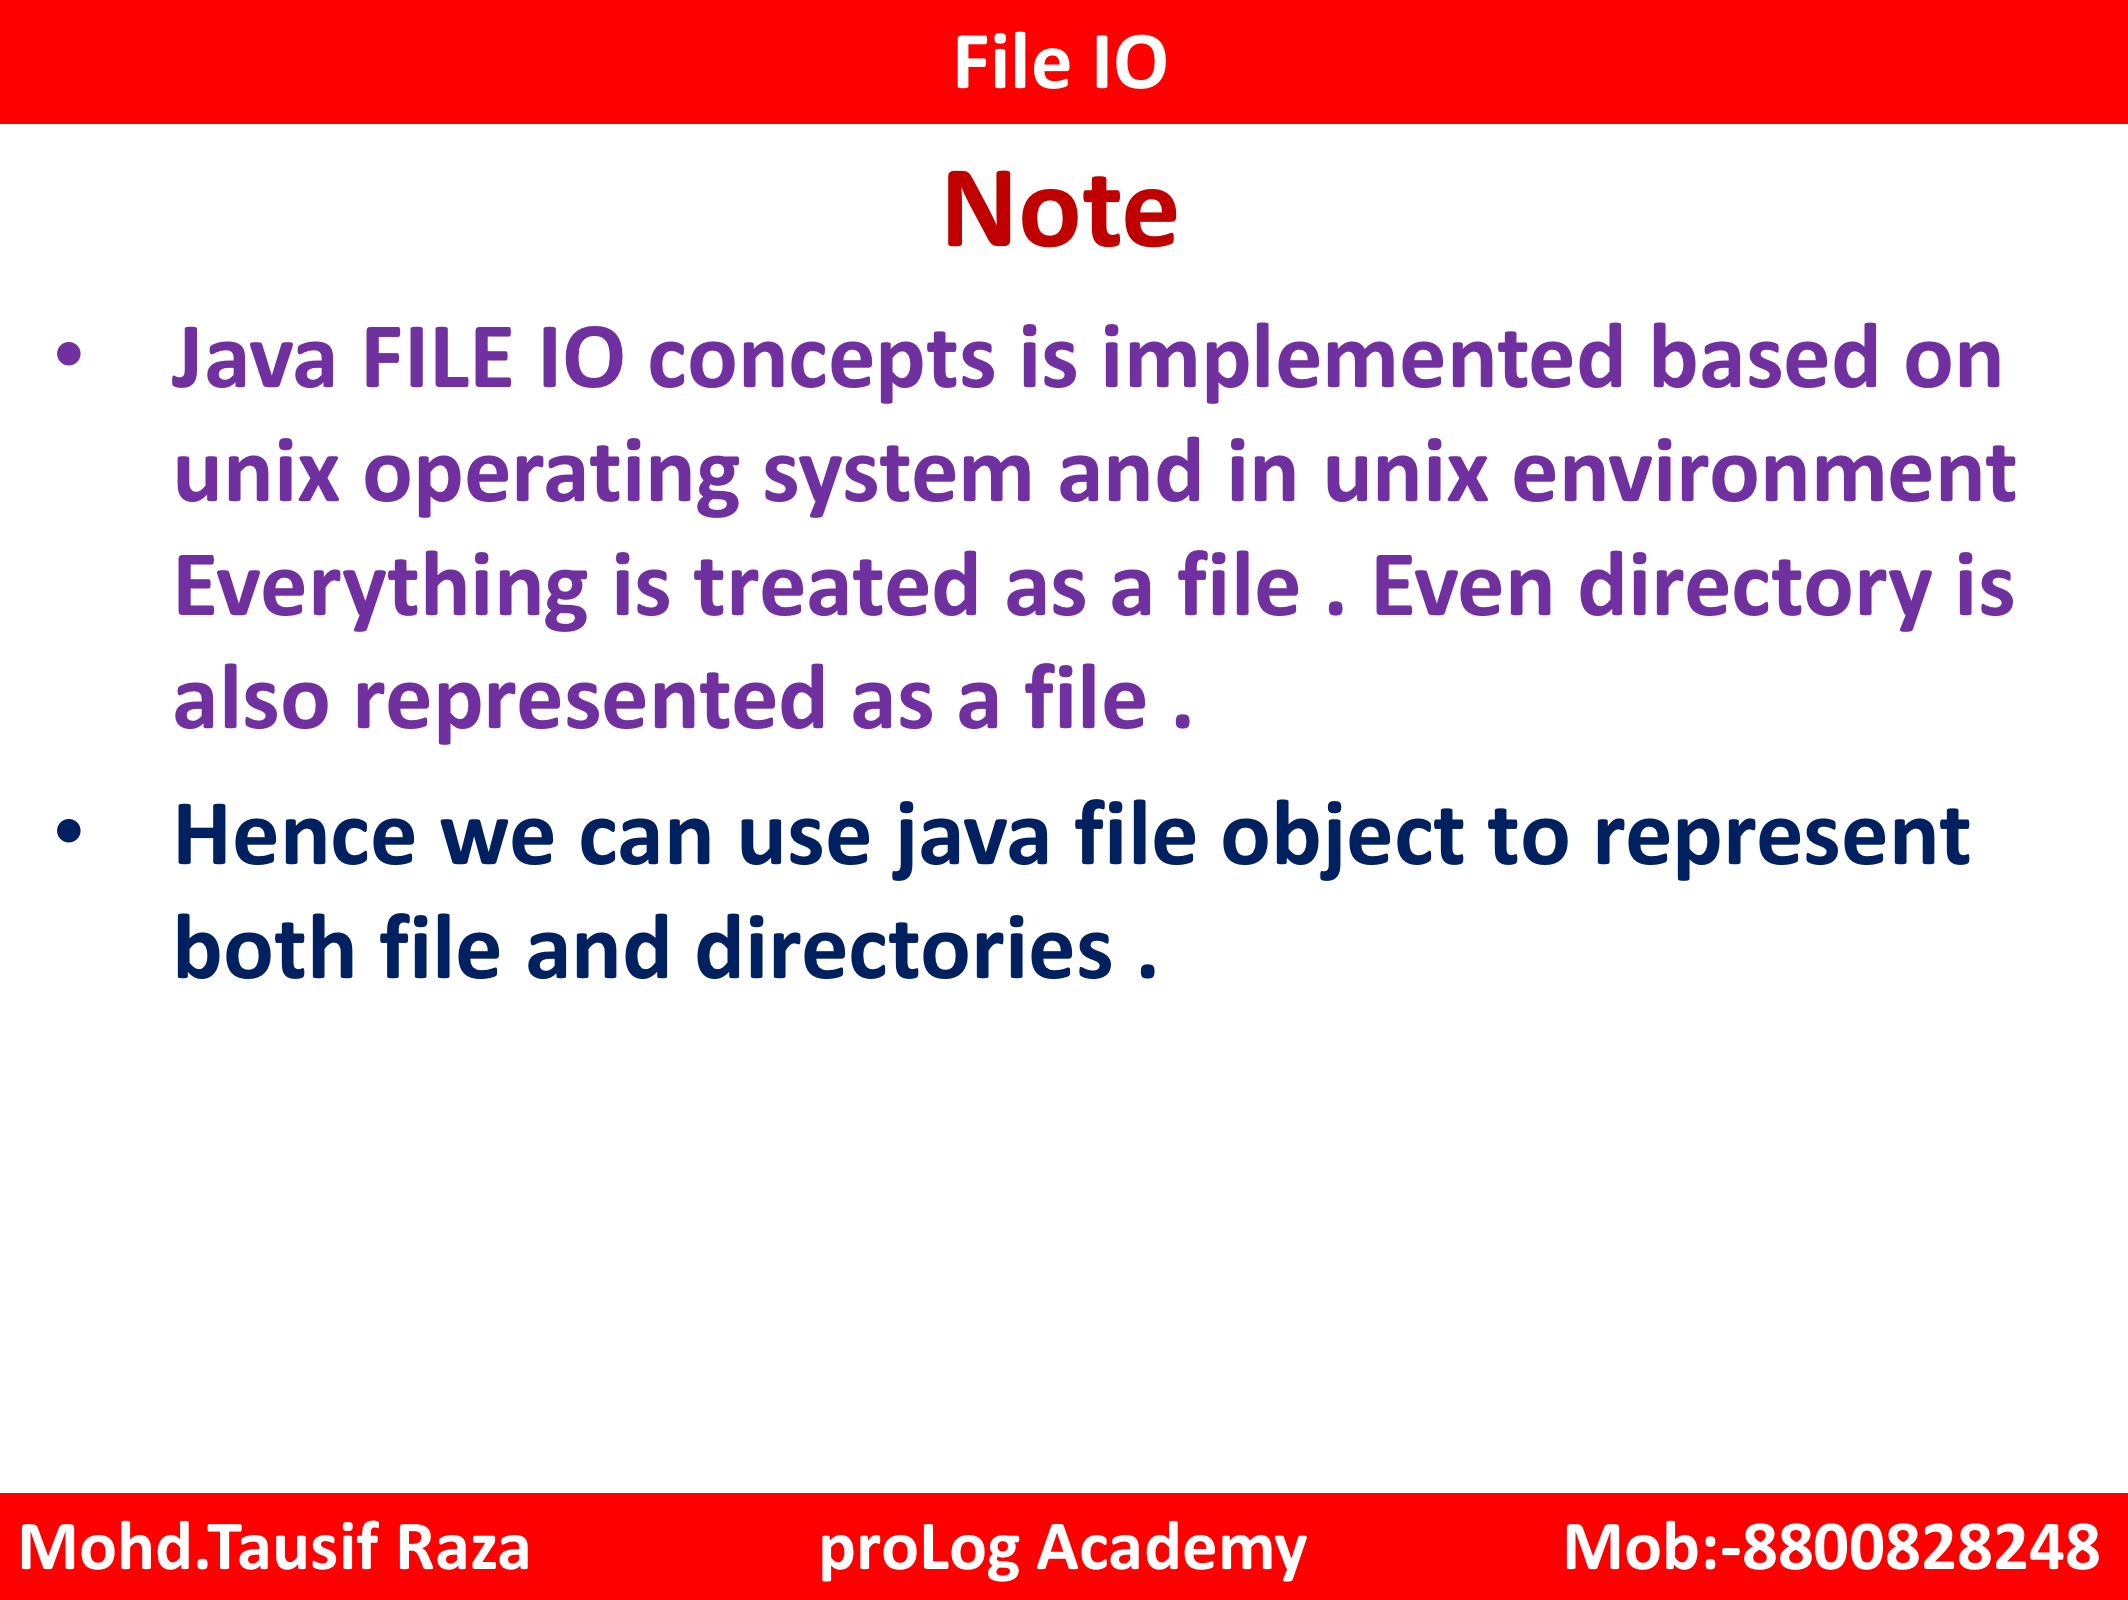 File IO
Note
• Java FILE IO concepts is implemented based on
unix operating system and in unix environment
Everything is treated as a file . Even directory is
also represented as a file .
• Hence we can use java file object to represent
both file and directories .
Mohd.Tausif Raza proLog Academy Mob:-8800828248